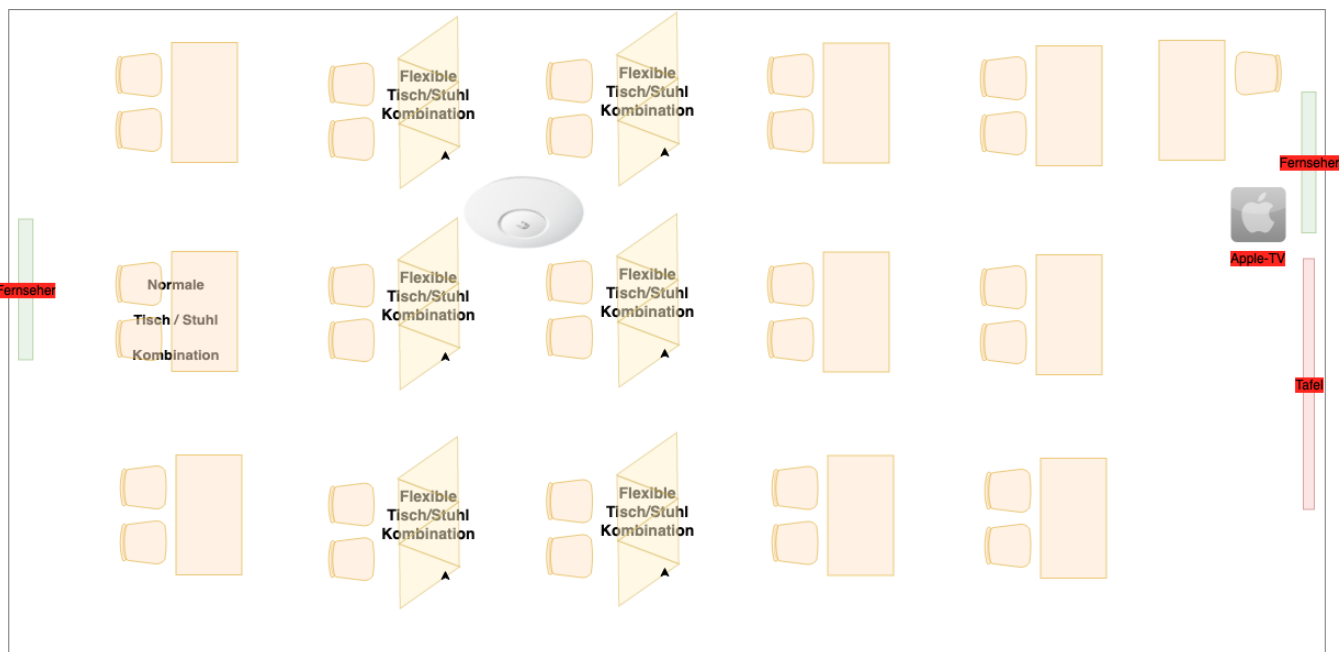 Flexible
Tisch/Stuhl
Kombination
Flexible
Tisch/Stuhl
Kombination
Fernseher
Apple-TV
Fernseher
Normale
Tisch / Stuhl
Kombination
Flexible
Tisch/Stuhl
Kombination
Flexible
Tisch/Stuhl
Kombination
Tafel
Flexible
Tisch/Stuhl
Kombination
Flexible
Tisch/Stuhl
Kombination